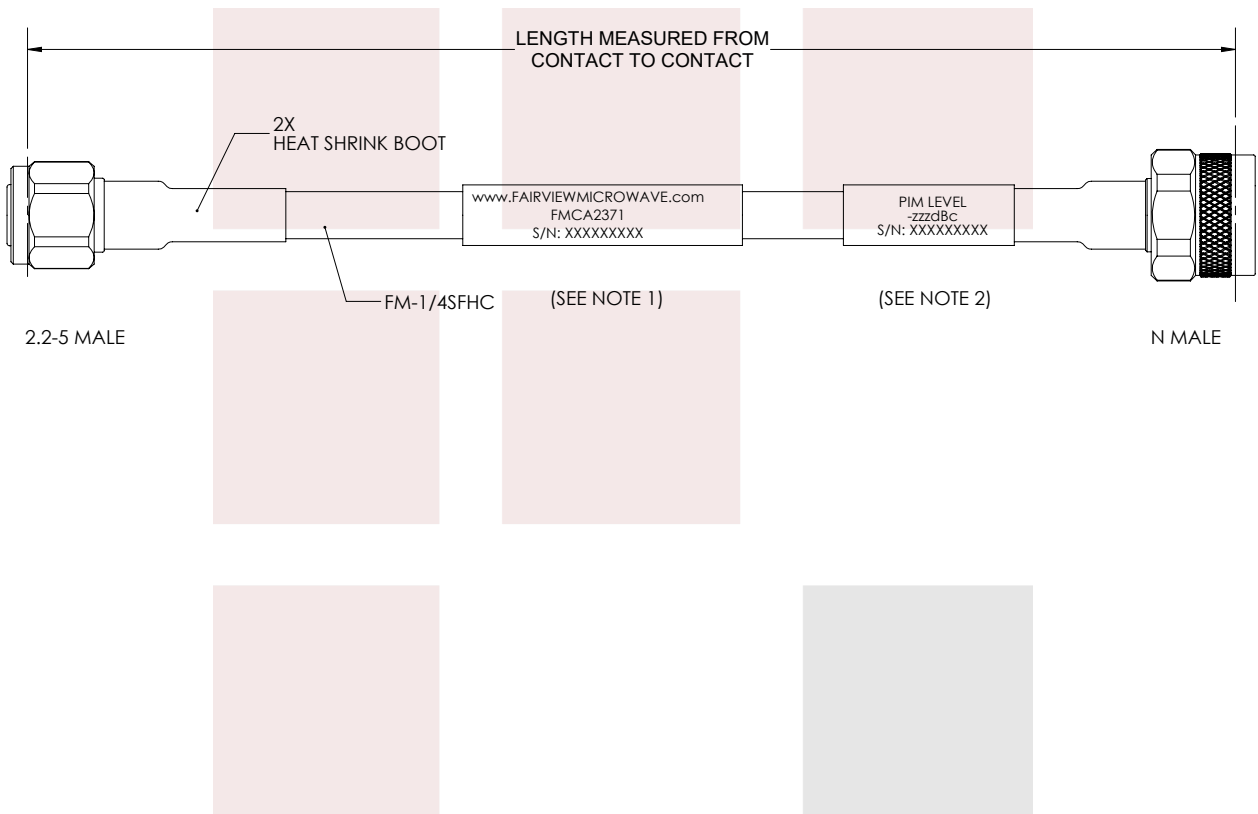 LENGTH MEASURED FROM
CONTACT TO CONTACT
2X
HEAT SHRINK BOOT
www.FAIRVIEWMICROWAVE.com
FMCA2371
S/N: XXXXXXXXX
PIM LEVEL
-zzzdBc
S/N: XXXXXXXXX
FM-1/4SFHC
(SEE NOTE 1)
(SEE NOTE 2)
2.2-5 MALE
N MALE